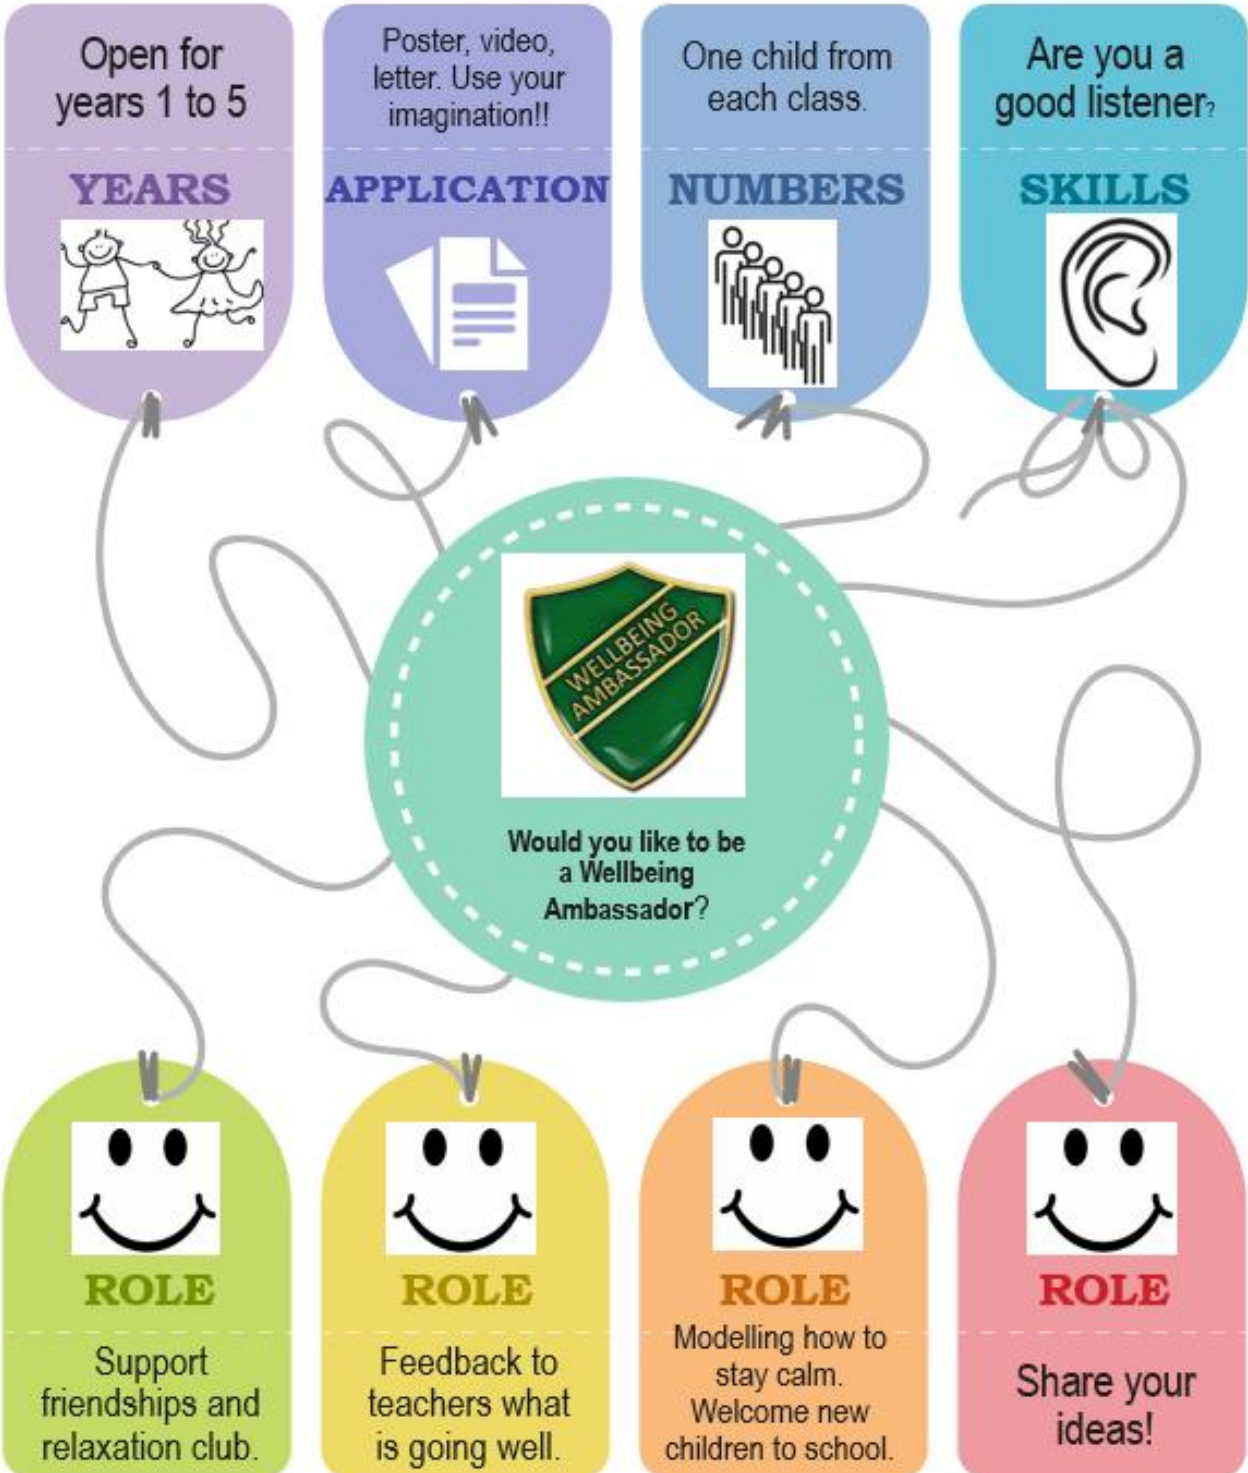 Open for
years 1 to 5
YEARS
Poster, video,
letter. Use your
imagination!!
APPLICATION
One child from
each class.
NUMBERS
Are you a
good listener?
SKILLS
WELLBEING
AMBASSADOR
Would you like to be
a Wellbeing
Ambassador?
ROLE
Support
friendships and
relaxation club.
ROLE
Feedback to
teachers what
is going well.
ROLE
Modelling how to
stay calm.
Welcome new
children to school.
ROLE
Share your
ideas!